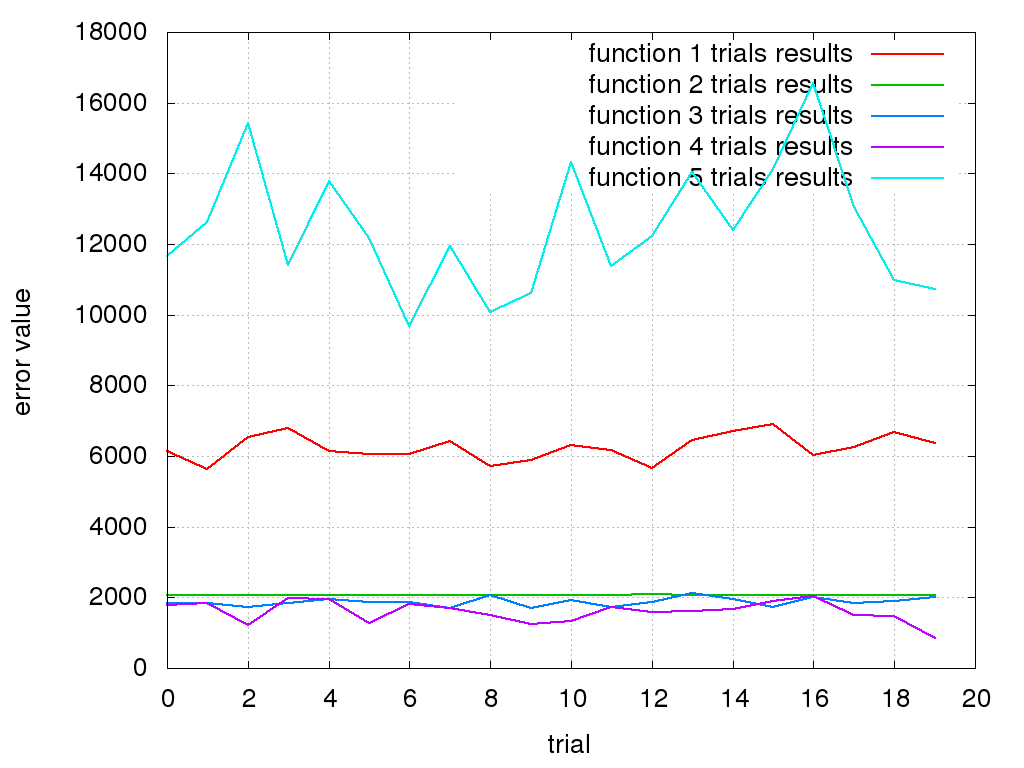 18000
16000
14000
12000
10000
8000
6000
4000
2000
0
error value
function 1 trials results
function 2 trials results
function 3 trials results
function 4 trials results
function 5 trials results
0 2 4 6 8 10 12 14 16 18 20
trial